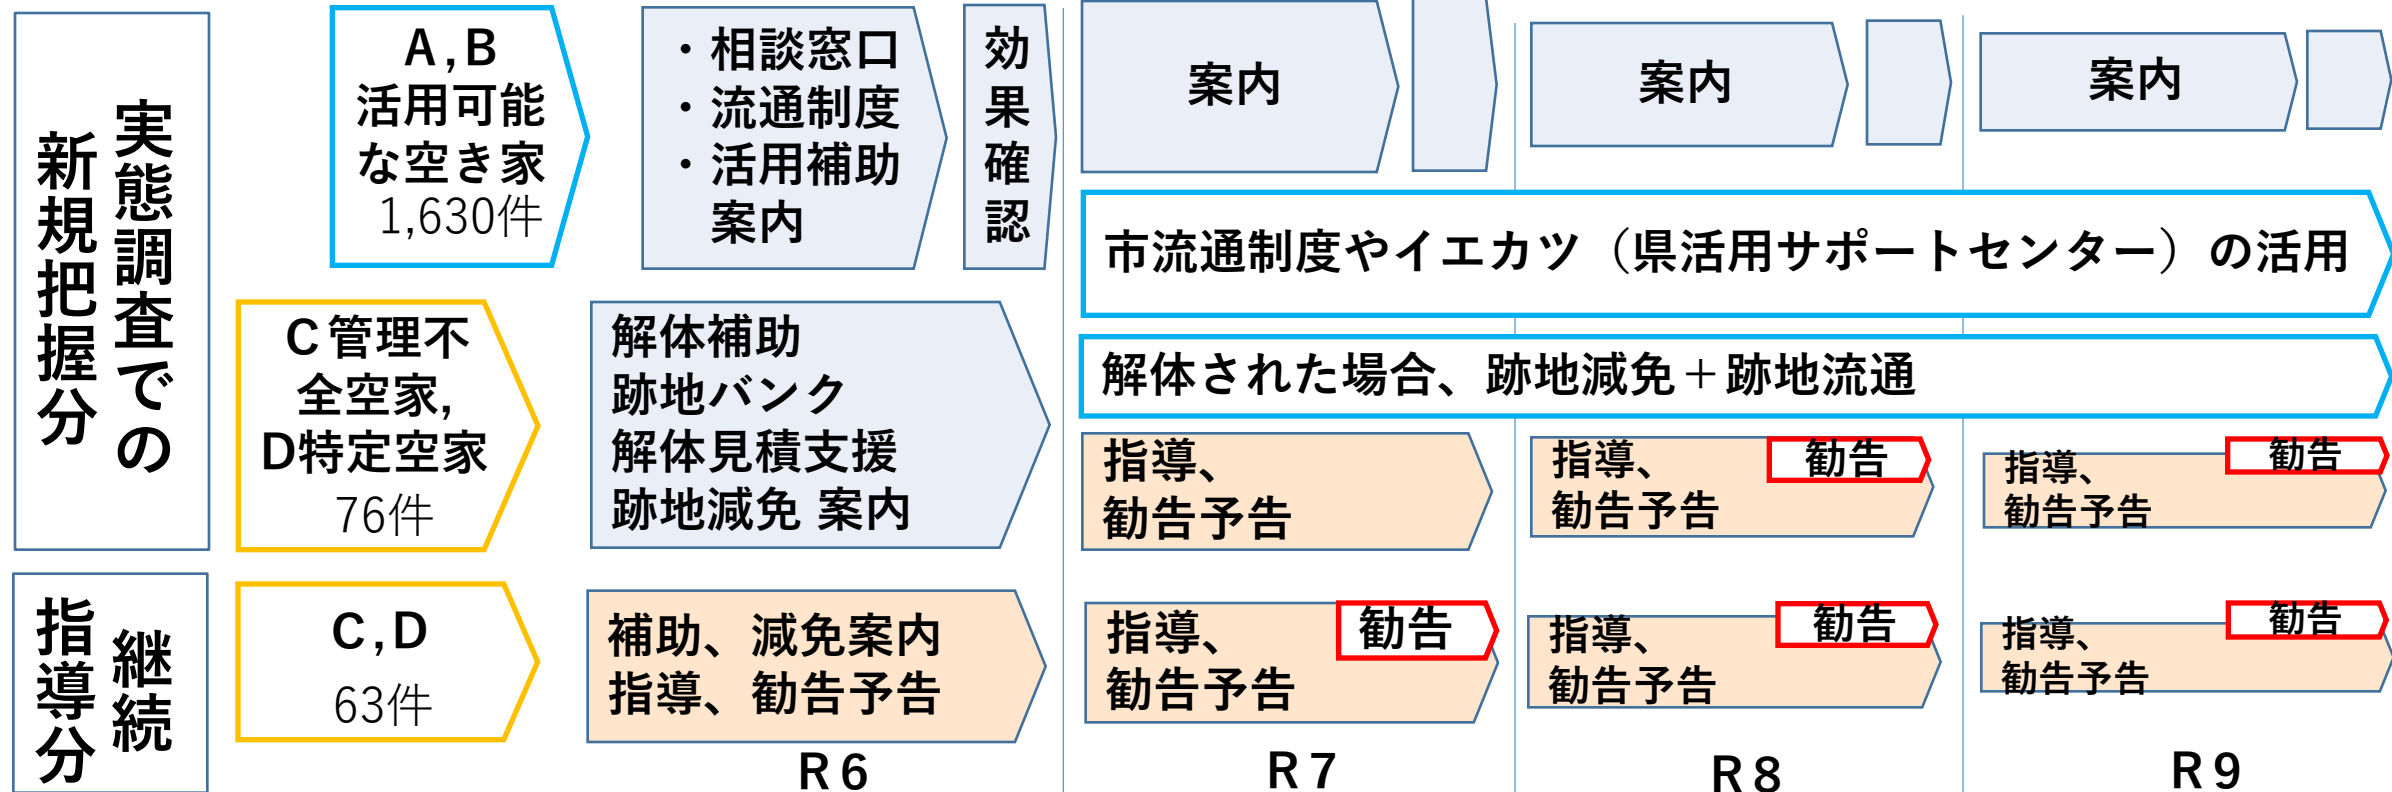 実態調査での
新規把握分
A,B
活用可能
な空き家
1,630件
・相談窓口
・流通制度
・活用補助
案内
効果確認
案内
案内
案内
市流通制度やイエカツ（県活用サポートセンター）の活用
C管理不
全空家,
D特定空家
76件
解体補助
跡地バンク
解体見積支援
跡地減免 案内
解体された場合、跡地減免＋跡地流通
指導、
勧告予告
指導、
勧告予告
勧告
指導、
勧告予告
勧告
継続
指導分
C,D
63件
補助、減免案内
指導、勧告予告
指導、
勧告予告
勧告
指導、
勧告予告
勧告
指導、
勧告予告
勧告
R6
R7
R8
R9